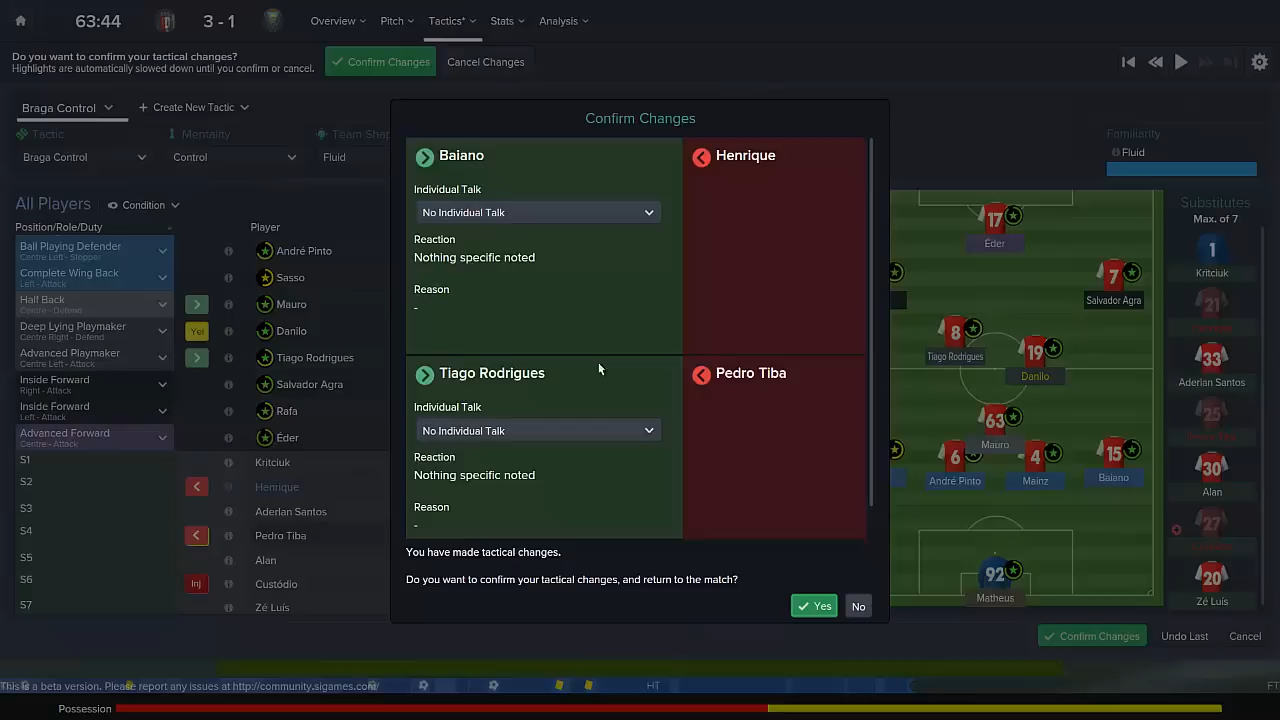 63:44
3 - 1
Overview
Pitch
Tactics*
Stats
Analysis
Do you want to confirm your tactical changes?
Highlights are automatically slowed down until you confirm or cancel.
Confirm Changes
Cancel Changes
Braga Control
Create New Tactic
Tactic
Mentality
Braga Control
Control
Fluid
Familiarity
Fluid
All Players
Condition
Position/Role/Duty
Player
Ball Playing Defender
Centre Left - Stopper
André Pinto
Complete Wing Back
Left - Attack
Sasso
Half Back
Centre - Defend
Mauro
Deep Lying Playmaker
Centre Right - Defend
Yel
Danilo
Advanced Playmaker
Centre Left - Attack
Tiago Rodrigues
Inside Forward
Right - Attack
Salvador Agra
Inside Forward
Left - Attack
Rafa
Advanced Forward
Centre - Attack
Éder
S1
Kritciuk
S2
Henrique
S3
Aderlan Santos
S4
Pedro Tiba
S5
Alan
S6
Inj
Custódio
S7
Zé Luís
Confirm Changes
Baiano
Henrique
Individual Talk
No Individual Talk
Reaction
Nothing specific noted
Reason
-
Tiago Rodrigues
Pedro Tiba
Individual Talk
No Individual Talk
Reaction
Nothing specific noted
Reason
-
You have made tactical changes.
Do you want to confirm your tactical changes, and return to the match?
Yes
No
17
Éder
7
Salvador Agra
8
Tiago Rodrigues
19
Danilo
63
Mauro
6
André Pinto
4
Mainz
15
Baiano
92
Matheus
Substitutes
Max. of 7
1
Kritciuk
21
33
Aderlan Santos
25
Pedro Tiba
30
Alan
27
20
Zé Luís
Confirm Changes
Undo Last
Cancel
This is a beta version. Please report any issues at http://community.sigames.com/
HT
FT
Possession